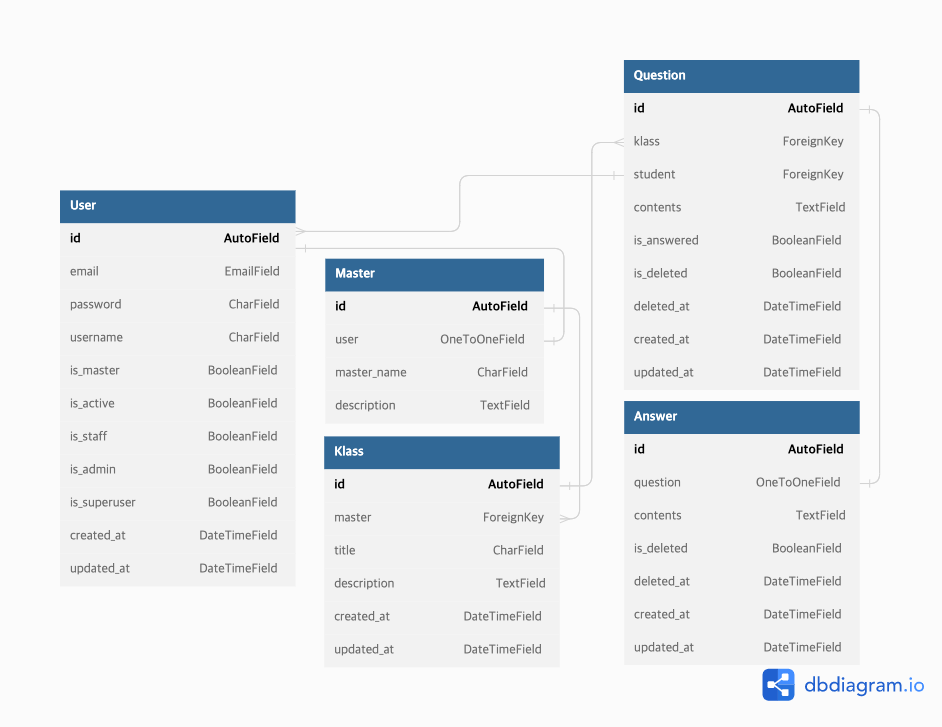 User
id AutoField
email EmailField
password CharField
username CharField
is_master BooleanField
is_active BooleanField
is_staff BooleanField
is_admin BooleanField
is_superuser BooleanField
created_at DateTimeField
updated_at DateTimeField
Master
id AutoField
user OneToOneField
master_name CharField
description TextField
Klass
id AutoField
master ForeignKey
title CharField
description TextField
created_at DateTimeField
updated_at DateTimeField
Question
id AutoField
klass ForeignKey
student ForeignKey
contents TextField
is_answered BooleanField
is_deleted BooleanField
deleted_at DateTimeField
created_at DateTimeField
updated_at DateTimeField
Answer
id AutoField
question OneToOneField
contents TextField
is_deleted BooleanField
deleted_at DateTimeField
created_at DateTimeField
updated_at DateTimeField
dbdiagram.io